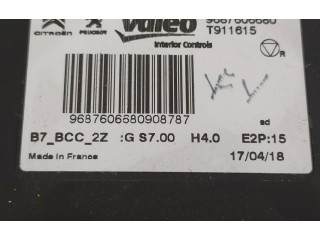 Valeo 9687606680
CITROËN PEUGEOT Interior Controls T911615
R
9687606680908787
sd
B7_BCC_2Z :G S7.00 H4.0 E2P:15
Made in France 17/04/18